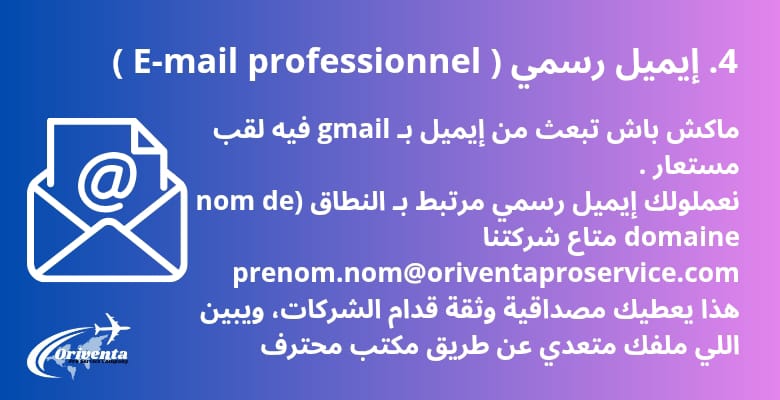 4. إيميل رسمي ( E-mail professionnel )
ماكش باش تبعث من إيميل بـ gmail فيه لقب
مستعار .
نعملولك إيميل رسمي مرتبط بـ النطاق (nom de
domaine متاع شركتنا
prenom.nom@oriventaproservice.com
هذا يعطيك مصداقية وثقة قدام الشركات، ويبين
اللي ملفك متعدي عن طريق مكتب محترف
@
Oriventa